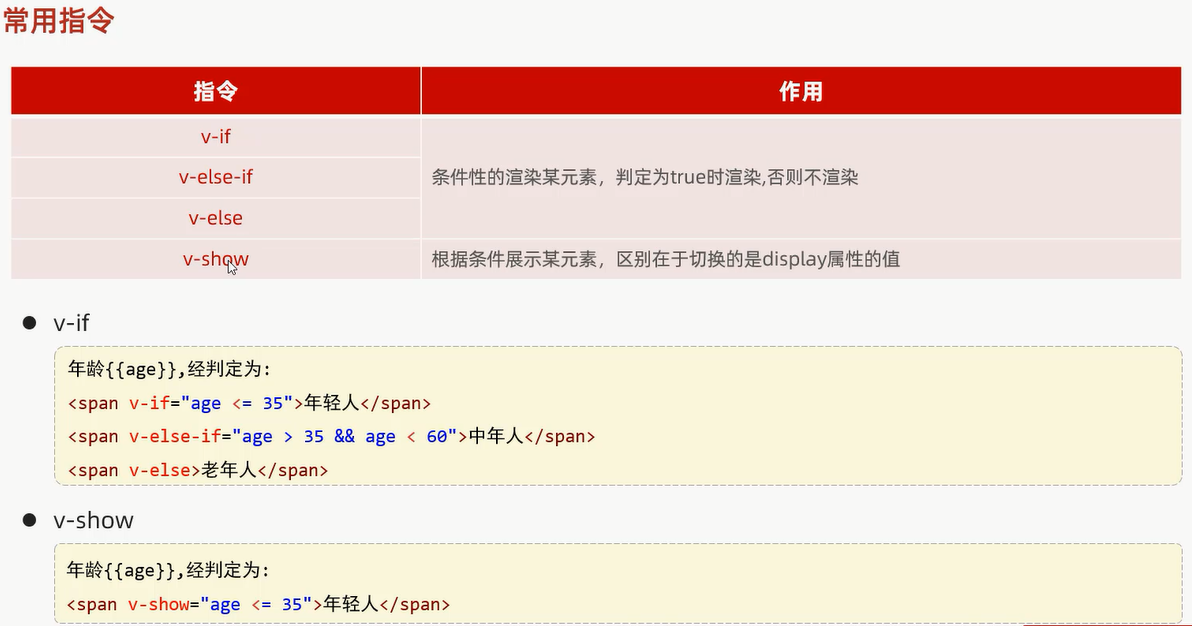 常用指令
指令 作用
v-if
v-else-if 条件性的渲染某元素，判定为true时渲染,否则不渲染
v-else
v-show 根据条件展示某元素，区别在于切换的是display属性的值
● v-if
年龄{{age}},经判定为:
<span v-if="age <= 35">年轻人</span>
<span v-else-if="age > 35 && age < 60">中年人</span>
<span v-else>老年人</span>
● v-show
年龄{{age}},经判定为:
<span v-show="age <= 35">年轻人</span>